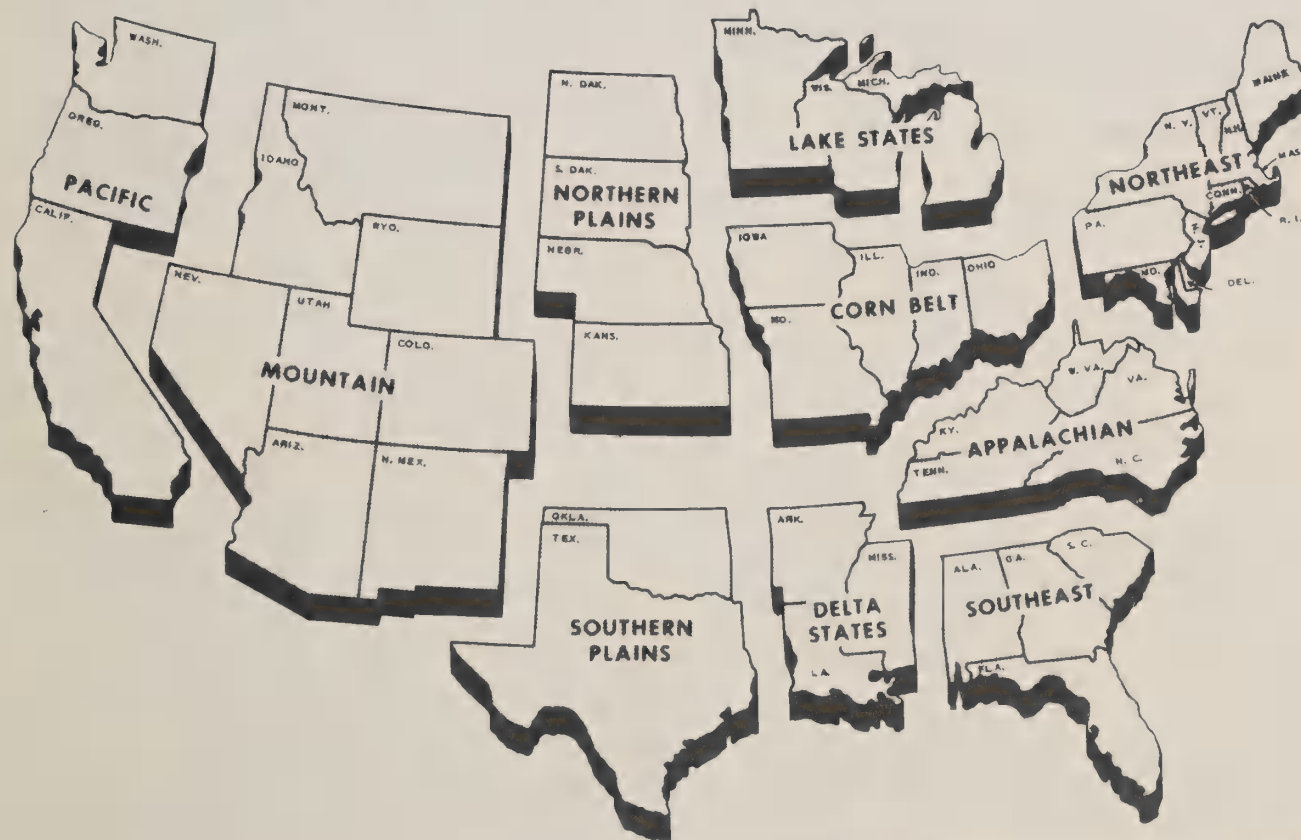 WASH.
OREG.
PACIFIC
CALIF.
MONT.
IDAHO
RYO.
NEV.
UTAH
COLO.
MOUNTAIN
ARIZ.
N. MEX.
N. DAK.
S. DAK.
NORTHERN
PLAINS
NEBR.
KANS.
OKLA.
TEX.
SOUTHERN
PLAINS
MINN.
WIS.
MICH.
LAKE STATES
IOWA
ILL.
IND.
OHIO
MO.
CORN BELT
ARK.
MISS.
DELTA
STATES
LA.
MAINE
N. Y.
VT.
N.H.
MAS
NORTHEAST
CONN.
R. I.
PA.
N. J.
MD.
DEL.
W. VA.
VA.
KY.
APPALACHIAN
TENN.
N. C.
ALA.
GA.
S. C.
SOUTHEAST
FLA.